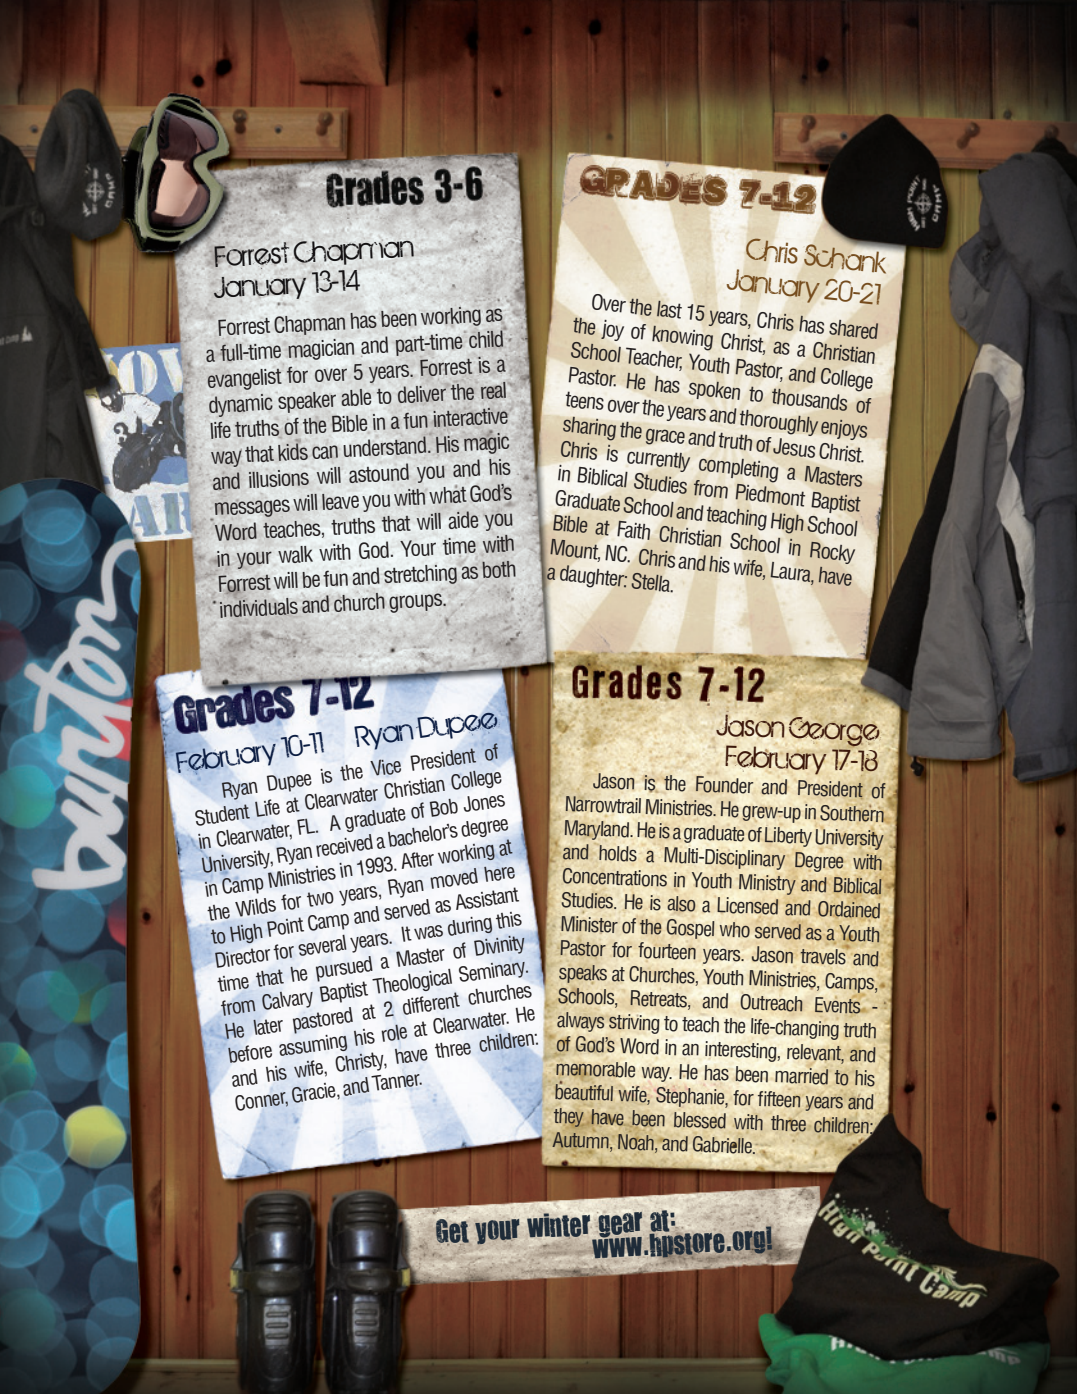 Grades 3-6
Forrest Chapman
January 13-14
Forrest Chapman has been working as
a full-time magician and part-time child
evangelist for over 5 years. Forrest is a
dynamic speaker able to deliver the real
life truths of the Bible in a fun interactive
way that kids can understand. His magic
and illusions will astound you and his
messages will leave you with what God's
Word teaches, truths that will aide you
in your walk with God. Your time with
Forrest will be fun and stretching as both
individuals and church groups.
GRADES 7-12
Chris Schank
January 20-21
Over the last 15 years, Chris has shared
the joy of knowing Christ, as a Christian
School Teacher, Youth Pastor, and College
Pastor. He has spoken to thousands of
teens over the years and thoroughly enjoys
sharing the grace and truth of Jesus Christ.
Chris is currently completing a Masters
in Biblical Studies from Piedmont Baptist
Graduate School and teaching High School
Bible at Faith Christian School in Rocky
Mount, NC. Chris and his wife, Laura, have
a daughter: Stella.
Grades 7-12
February 10-11 Ryan Dupee
Ryan Dupee is the Vice President of
Student Life at Clearwater Christian College
in Clearwater, FL. A graduate of Bob Jones
University, Ryan received a bachelor's degree
in Camp Ministries in 1993. After working at
the Wilds for two years, Ryan moved here
to High Point Camp and served as Assistant
Director for several years. It was during this
time that he pursued a Master of Divinity
from Calvary Baptist Theological Seminary.
He later pastored at 2 different churches
before assuming his role at Clearwater. He
and his wife, Christy, have three children:
Conner, Gracie, and Tanner.
Grades 7-12
Jason George
February 17-18
Jason is the Founder and President of
Narrowtrail Ministries. He grew-up in Southern
Maryland. He is a graduate of Liberty University
and holds a Multi-Disciplinary Degree with
Concentrations in Youth Ministry and Biblical
Studies. He is also a Licensed and Ordained
Minister of the Gospel who served as a Youth
Pastor for fourteen years. Jason travels and
speaks at Churches, Youth Ministries, Camps,
Schools, Retreats, and Outreach Events -
always striving to teach the life-changing truth
of God's Word in an interesting, relevant, and
memorable way. He has been married to his
beautiful wife, Stephanie, for fifteen years and
they have been blessed with three children:
Autumn, Noah, and Gabrielle.
Get your winter gear at:
www.hpstore.org!
High Point Camp
burton
HIGH POINT CAMP